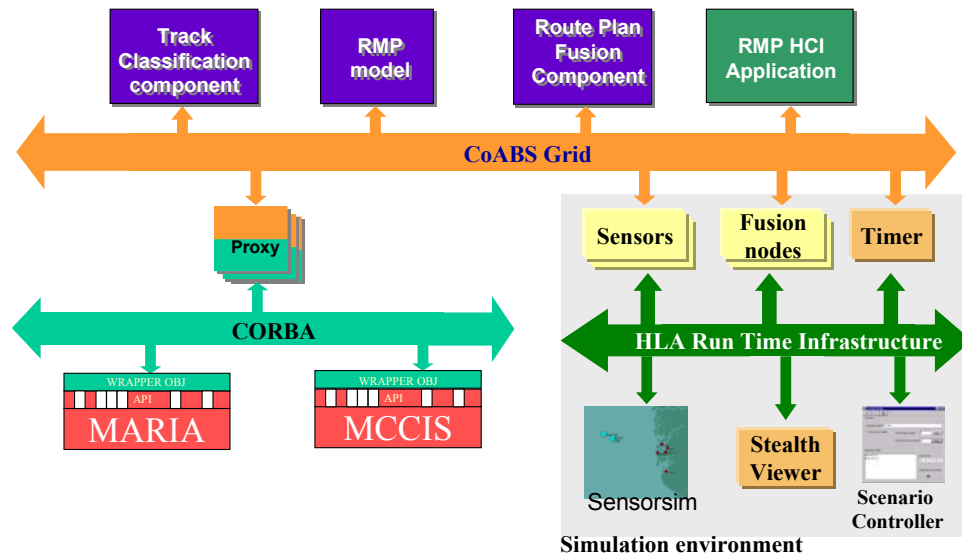 Track
Classification
component
RMP
model
Route Plan
Fusion
Component
RMP HCI
Application
CoABS Grid
Proxy
Sensors
Fusion
nodes
Timer
CORBA
HLA Run Time Infrastructure
WRAPPER OBJ
API
MARIA
WRAPPER OBJ
API
MCCIS
Sensorsim
Stealth
Viewer
Scenario
Controller
Simulation environment